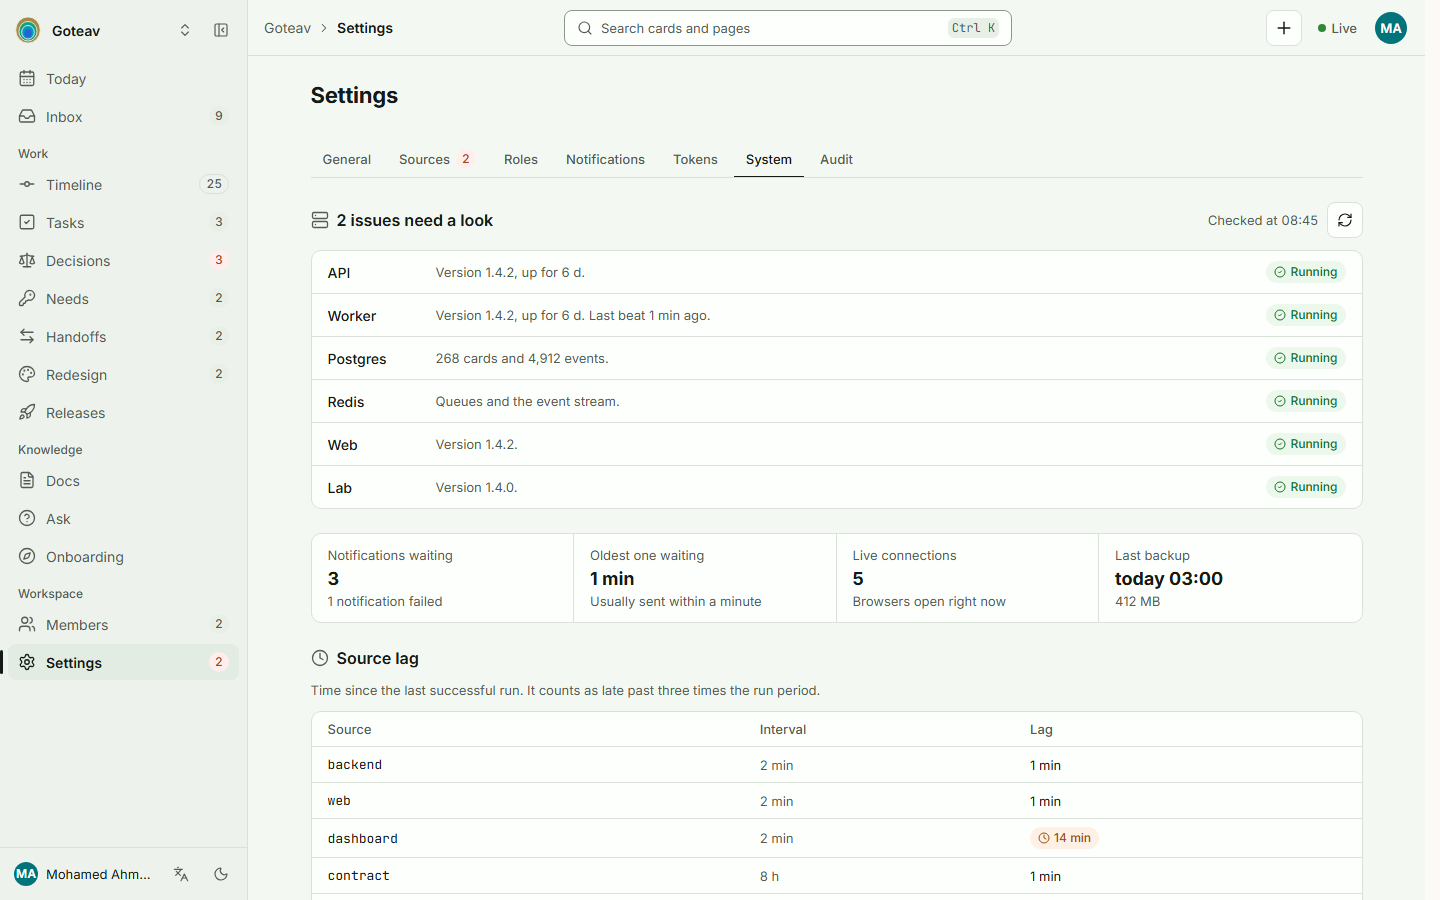 Goteav
Today
Inbox 9
Work
Timeline 25
Tasks 3
Decisions 3
Needs 2
Handoffs 2
Redesign 2
Releases
Knowledge
Docs
Ask
Onboarding
Workspace
Members 2
Settings 2
MA Mohamed Ahm...
Goteav > Settings
Search cards and pages Ctrl K
Live
MA
Settings
General Sources 2 Roles Notifications Tokens System Audit
2 issues need a look
Checked at 08:45
API Version 1.4.2, up for 6 d. Running
Worker Version 1.4.2, up for 6 d. Last beat 1 min ago. Running
Postgres 268 cards and 4,912 events. Running
Redis Queues and the event stream. Running
Web Version 1.4.2. Running
Lab Version 1.4.0. Running
Notifications waiting
3
1 notification failed
Oldest one waiting
1 min
Usually sent within a minute
Live connections
5
Browsers open right now
Last backup
today 03:00
412 MB
Source lag
Time since the last successful run. It counts as late past three times the run period.
Source Interval Lag
backend 2 min 1 min
web 2 min 1 min
dashboard 2 min 14 min
contract 8 h 1 min